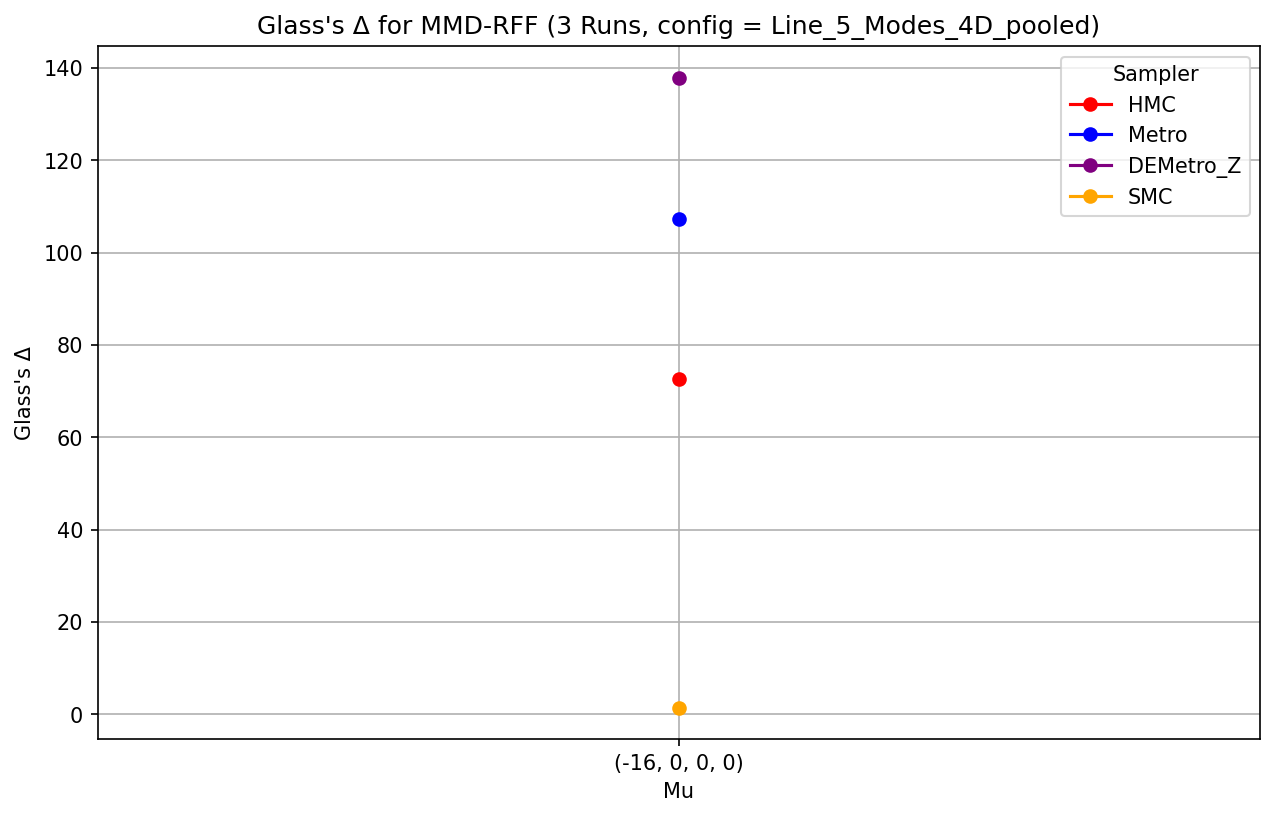 Glass's Δ for MMD-RFF (3 Runs, config = Line_5_Modes_4D_pooled)
Sampler
HMC
Metro
DEMetro_Z
SMC
140
120
100
80
60
40
20
0
Glass's Δ
(-16, 0, 0, 0)
Mu